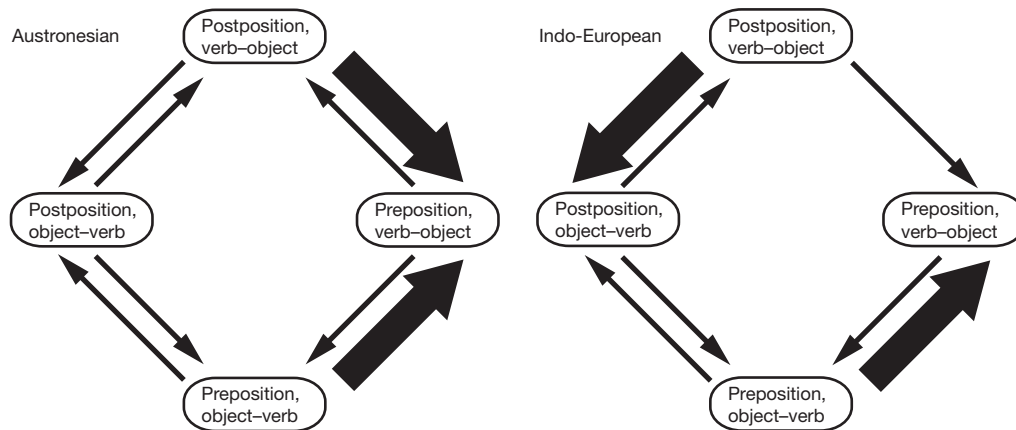 Austronesian
Postposition,
verb–object
Postposition,
object–verb
Preposition,
verb–object
Preposition,
object–verb
Indo-European
Postposition,
verb–object
Postposition,
object–verb
Preposition,
verb–object
Preposition,
object–verb